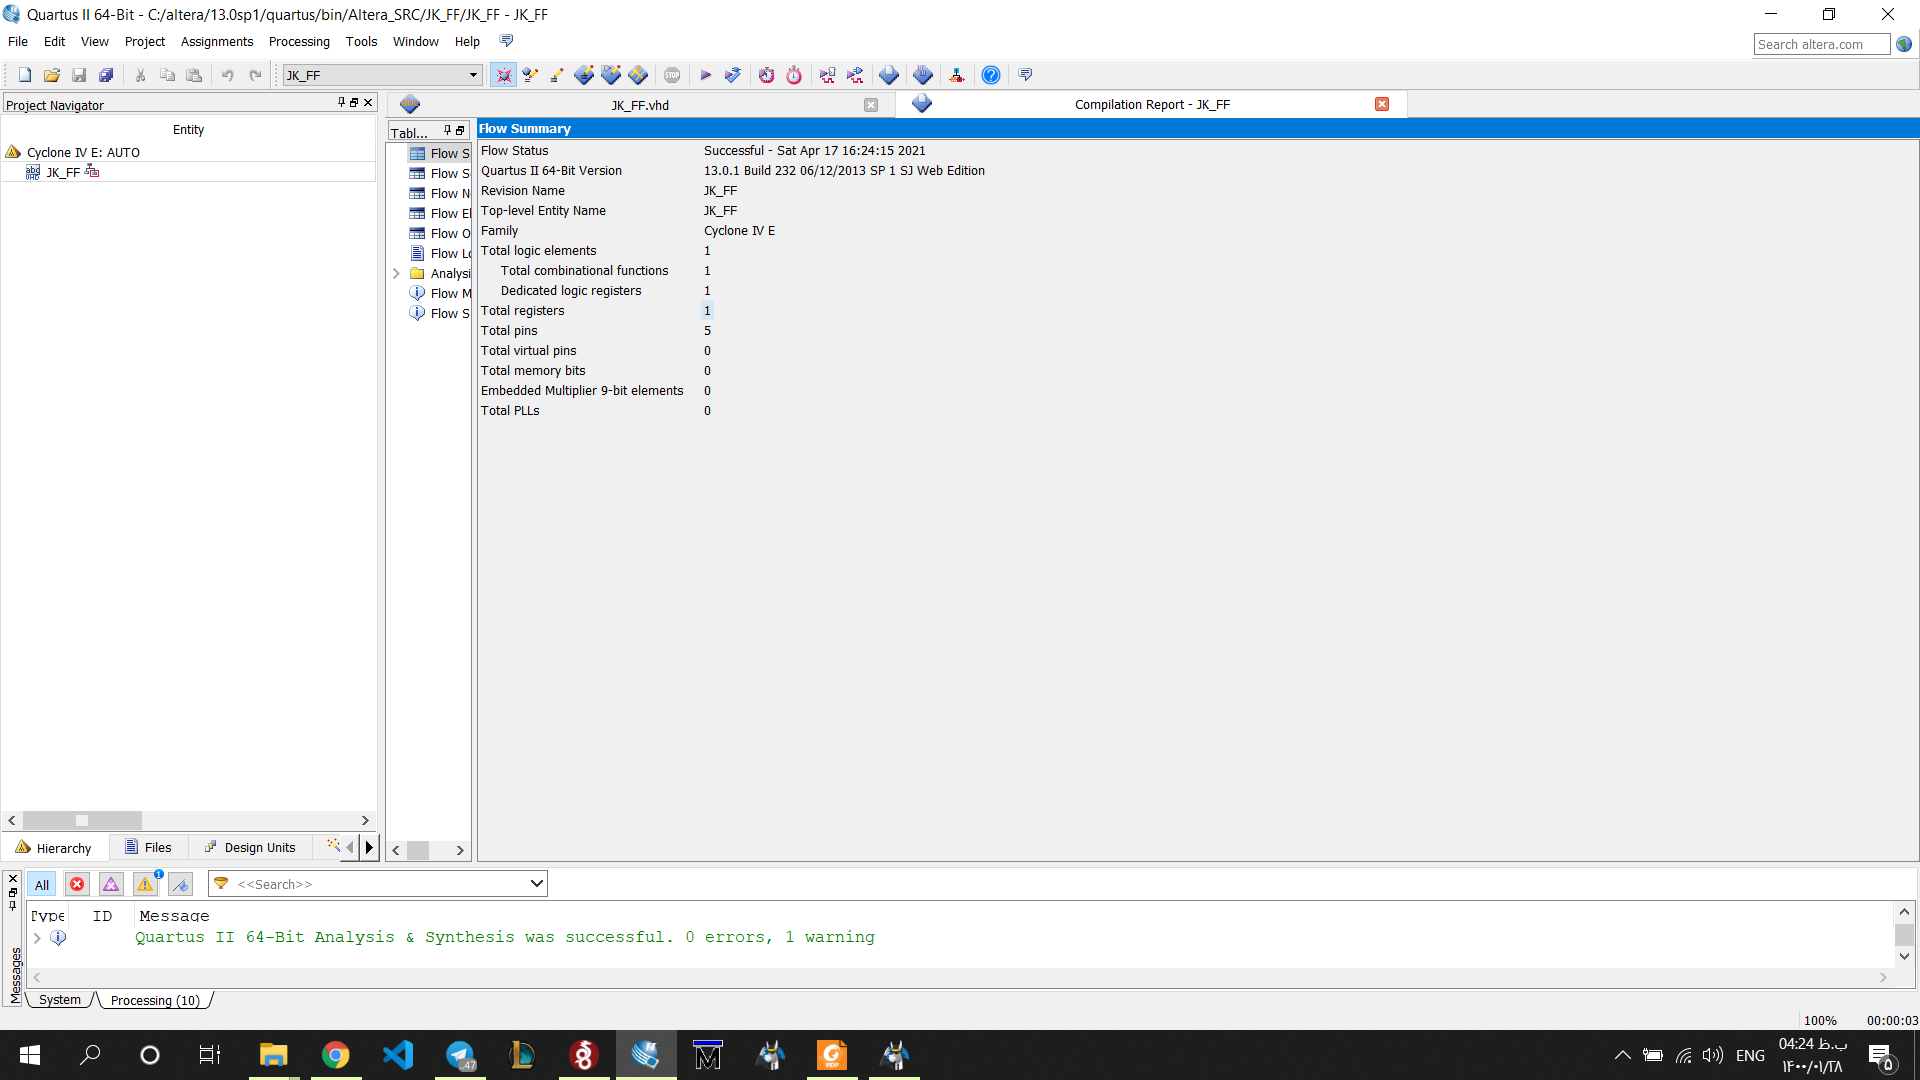 Quartus II 64-Bit - C:/altera/13.0sp1/quartus/bin/Altera_SRC/JK_FF/JK_FF - JK_FF
File Edit View Project Assignments Processing Tools Window Help
Search altera.com
JK_FF
STOP
Project Navigator
Entity
Cyclone IV E: AUTO
JK_FF
Hierarchy Files Design Units
JK_FF.vhd
Compilation Report - JK_FF
Tabl...
Flow S
Flow S
Flow N
Flow El
Flow O
Flow Lo
Analysi
Flow M
Flow S
Flow Summary
Flow Status Successful - Sat Apr 17 16:24:15 2021
Quartus II 64-Bit Version 13.0.1 Build 232 06/12/2013 SP 1 SJ Web Edition
Revision Name JK_FF
Top-level Entity Name JK_FF
Family Cyclone IV E
Total logic elements 1
Total combinational functions 1
Dedicated logic registers 1
Total registers 1
Total pins 5
Total virtual pins 0
Total memory bits 0
Embedded Multiplier 9-bit elements 0
Total PLLs 0
All
1
<<Search>>
Type ID Message
Quartus II 64-Bit Analysis & Synthesis was successful. 0 errors, 1 warning
Messages
System Processing (10)
100% 00:00:03
47
PDF
ENG
04:24 ب.ظ
۱۴۰۰/۰۱/۲۸
۵